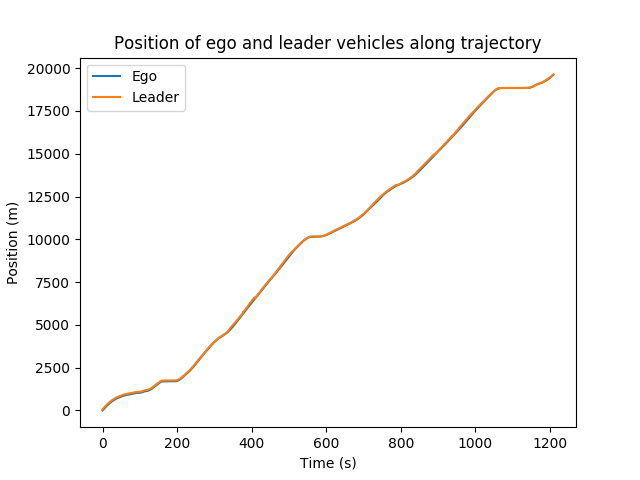 Position of ego and leader vehicles along trajectory
Ego
Leader
20000
17500
15000
12500
10000
7500
5000
2500
0
Position (m)
0 200 400 600 800 1000 1200
Time (s)